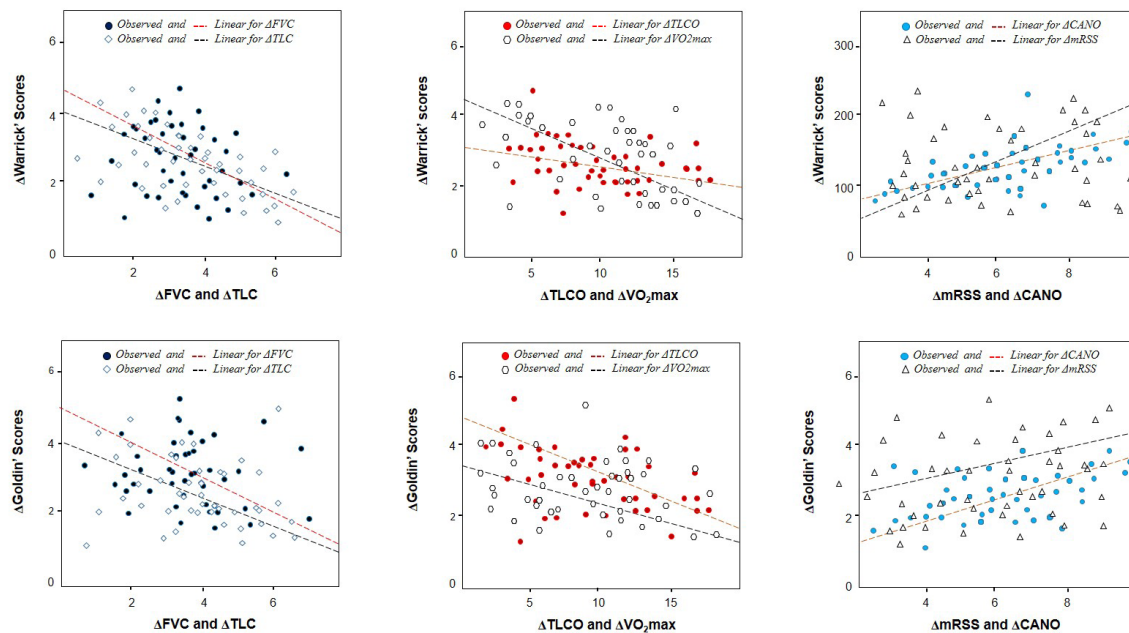 Observed and Linear for ΔFVC
Observed and Linear for ΔTLC
6
4
2
0
ΔWarrick’ Scores
2 4 6
ΔFVC and ΔTLC
Observed and Linear for ΔTLCO
Observed and Linear for ΔVO2max
6
4
2
0
ΔWarrick’ Scores
5 10 15
ΔTLCO and ΔVO₂max
Observed and Linear for ΔCANO
Observed and Linear for ΔmRSS
300
200
100
0
ΔWarrick’ scores
4 6 8
ΔmRSS and ΔCANO
Observed and Linear for ΔFVC
Observed and Linear for ΔTLC
6
4
2
0
ΔGoldin’ Scores
2 4 6
ΔFVC and ΔTLC
Observed and Linear for ΔTLCO
Observed and Linear for ΔVO2max
6
4
2
0
ΔGoldin’ Scores
5 10 15
ΔTLCO and ΔVO₂max
Observed and Linear for ΔCANO
Observed and Linear for ΔmRSS
6
4
2
0
ΔGoldin’ Scores
4 6 8
ΔmRSS and ΔCANO